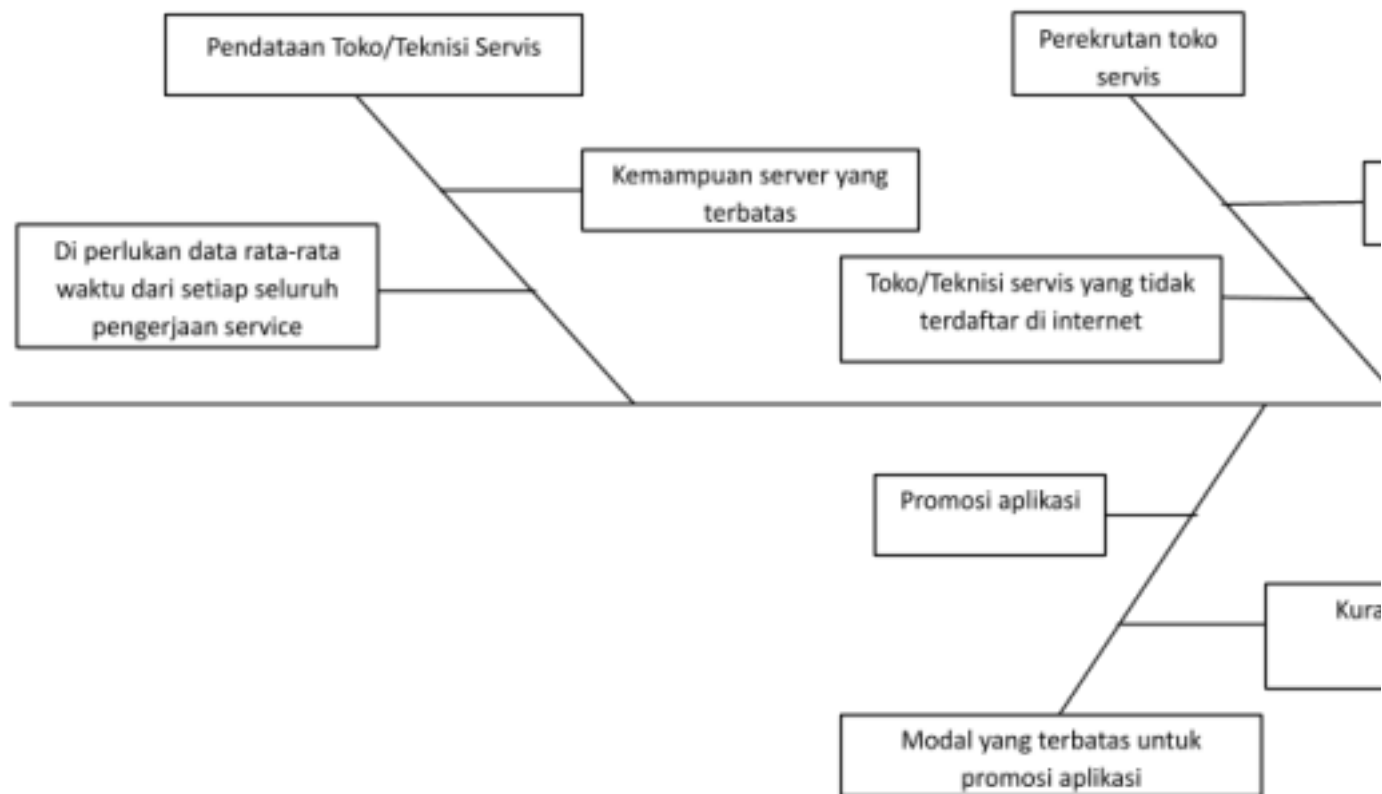 Pendataan Toko/Teknisi Servis
Perekrutan toko
servis
Kemampuan server yang
terbatas
Di perlukan data rata-rata
waktu dari setiap seluruh
pengerjaan service
Toko/Teknisi servis yang tidak
terdaftar di internet
Promosi aplikasi
Kura
Modal yang terbatas untuk
promosi aplikasi